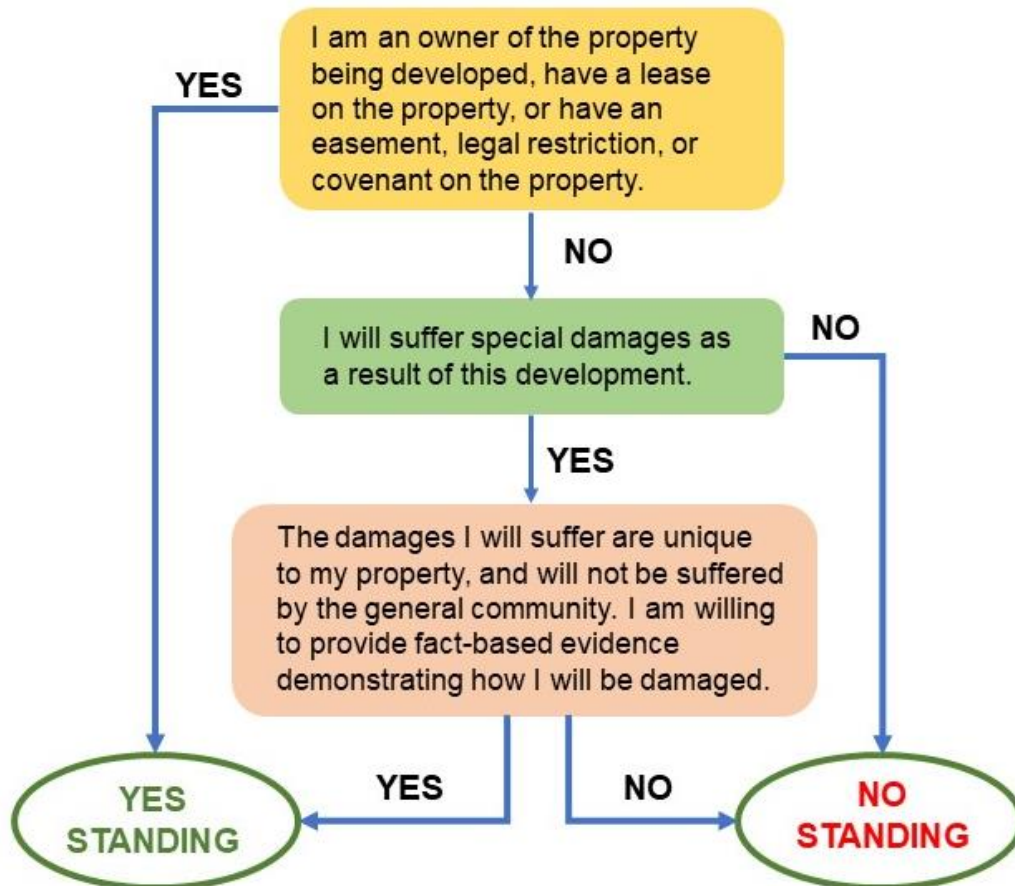 I am an owner of the property
being developed, have a lease
on the property, or have an
easement, legal restriction, or
covenant on the property.
YES
NO
I will suffer special damages as
a result of this development.
NO
YES
The damages I will suffer are unique
to my property, and will not be suffered
by the general community. I am willing
to provide fact-based evidence
demonstrating how I will be damaged.
YES
NO
YES
STANDING
NO
STANDING